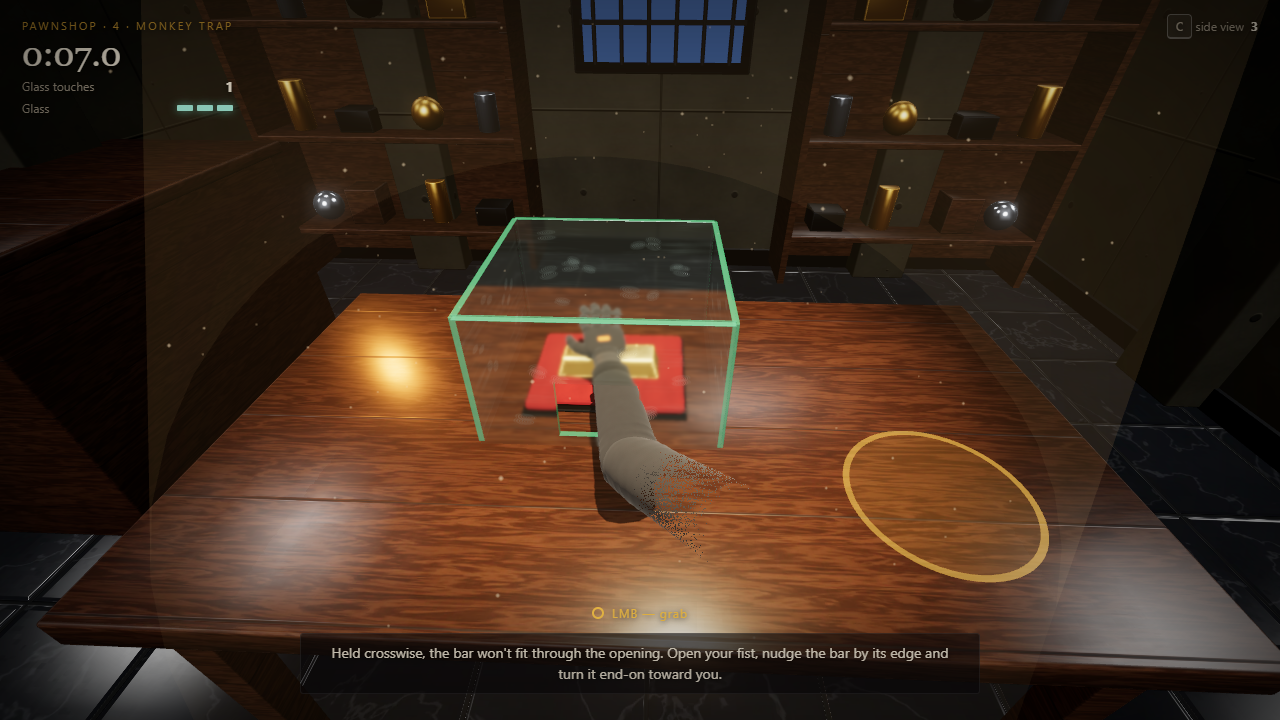 PAWNSHOP · 4 · MONKEY TRAP
0:07.0
Glass touches 1
Glass
C side view 3
LMB — grab
Held crosswise, the bar won't fit through the opening. Open your fist, nudge the bar by its edge and
turn it end-on toward you.